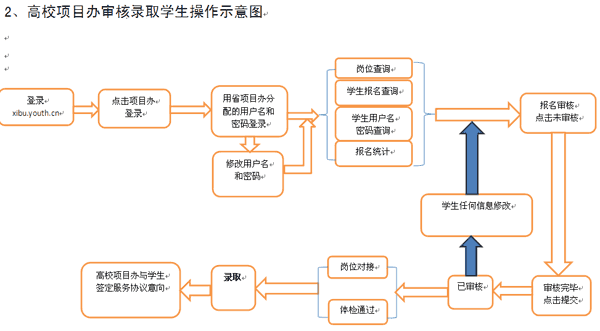 2、高校项目办审核录取学生操作示意图
登录
xibu.youth.cn
点击项目办
登录
用省项目办分
配的用户名和
密码登录
修改用户名
和密码
岗位查询
学生报名查询
学生用户名
密码查询
报名统计
报名审核
点击未审核
学生任何信息修改
审核完毕
点击提交
已审核
岗位对接
体检通过
录取
高校项目办与学生
签定服务协议意向